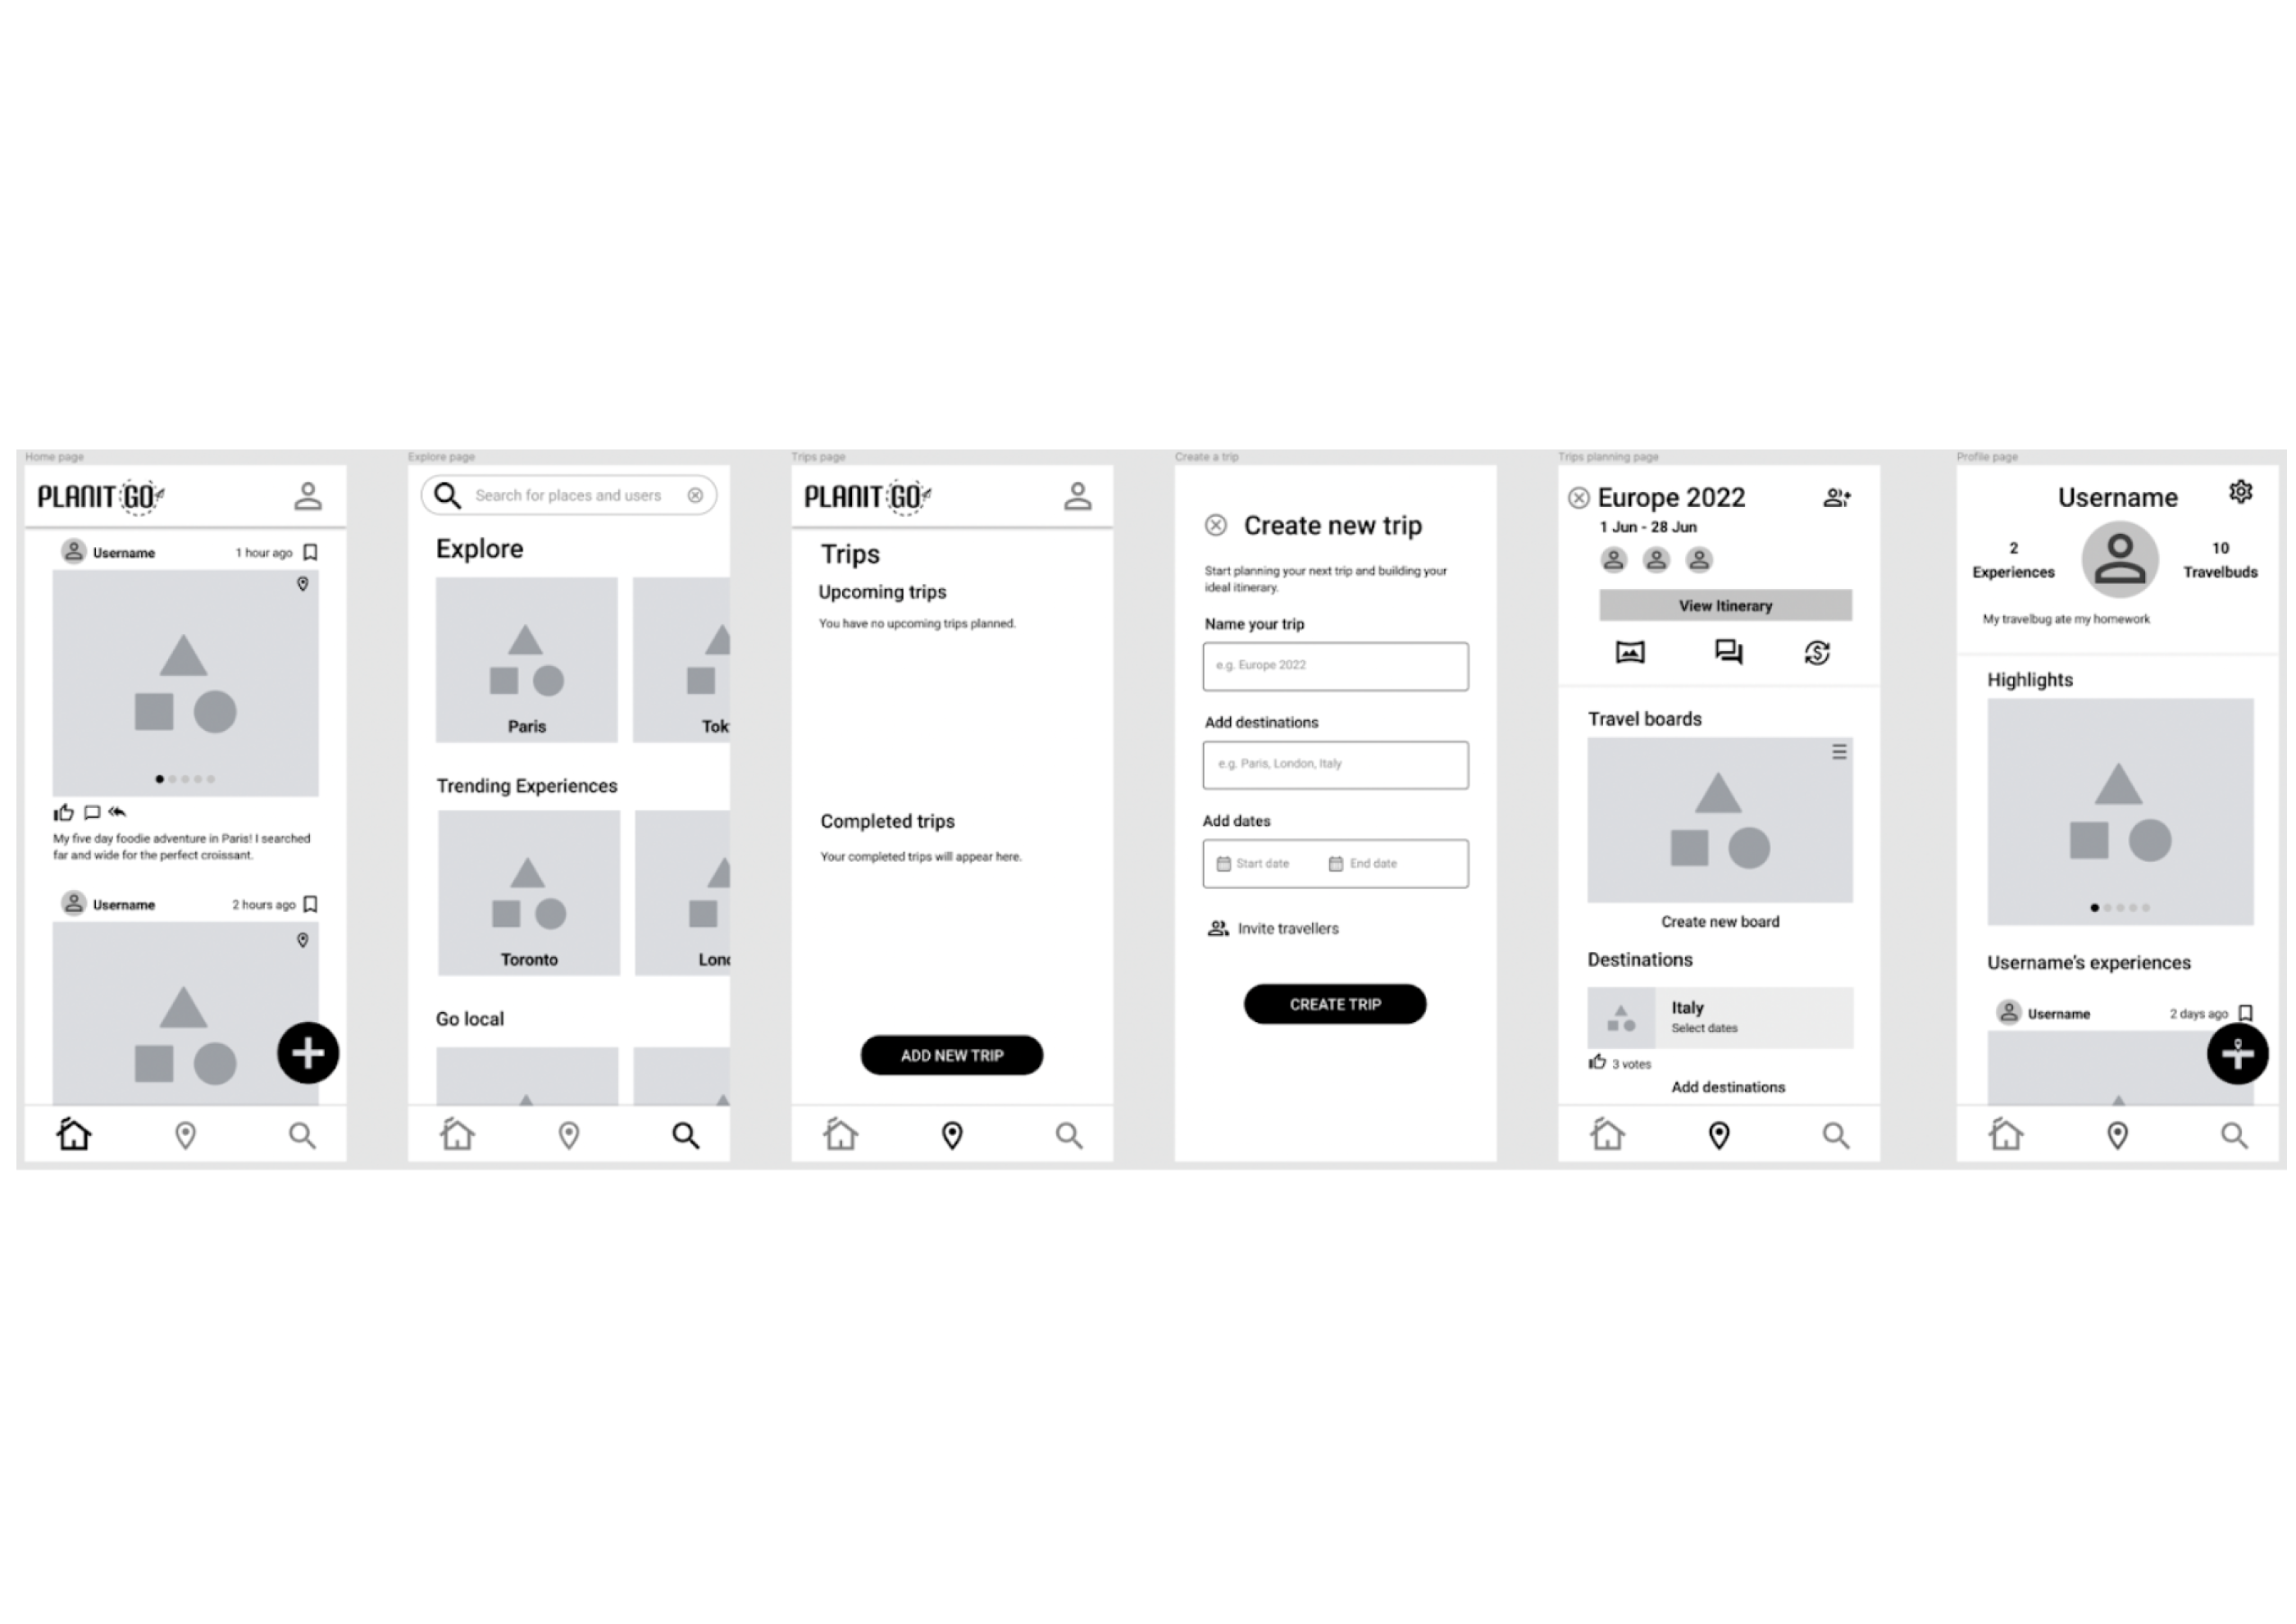 Home page
PLANIT GO
Username
1 hour ago
My five day foodie adventure in Paris! I searched
far and wide for the perfect croissant.
Username
2 hours ago
Explore page
Search for places and users
Explore
Paris
Tok
Trending Experiences
Toronto
Lon
Go local
Trips page
PLANIT GO
Trips
Upcoming trips
You have no upcoming trips planned.
Completed trips
Your completed trips will appear here.
ADD NEW TRIP
Create a trip
Create new trip
Start planning your next trip and building your
ideal itinerary.
Name your trip
e.g. Europe 2022
Add destinations
e.g. Paris, London, Italy
Add dates
Start date
End date
Invite travellers
CREATE TRIP
Trips planning page
Europe 2022
1 Jun - 28 Jun
View Itinerary
Travel boards
Create new board
Destinations
Italy
Select dates
3 votes
Add destinations
Profile page
Username
2
Experiences
10
Travelbuds
My travelbug ate my homework
Highlights
Username's experiences
Username
2 days ago